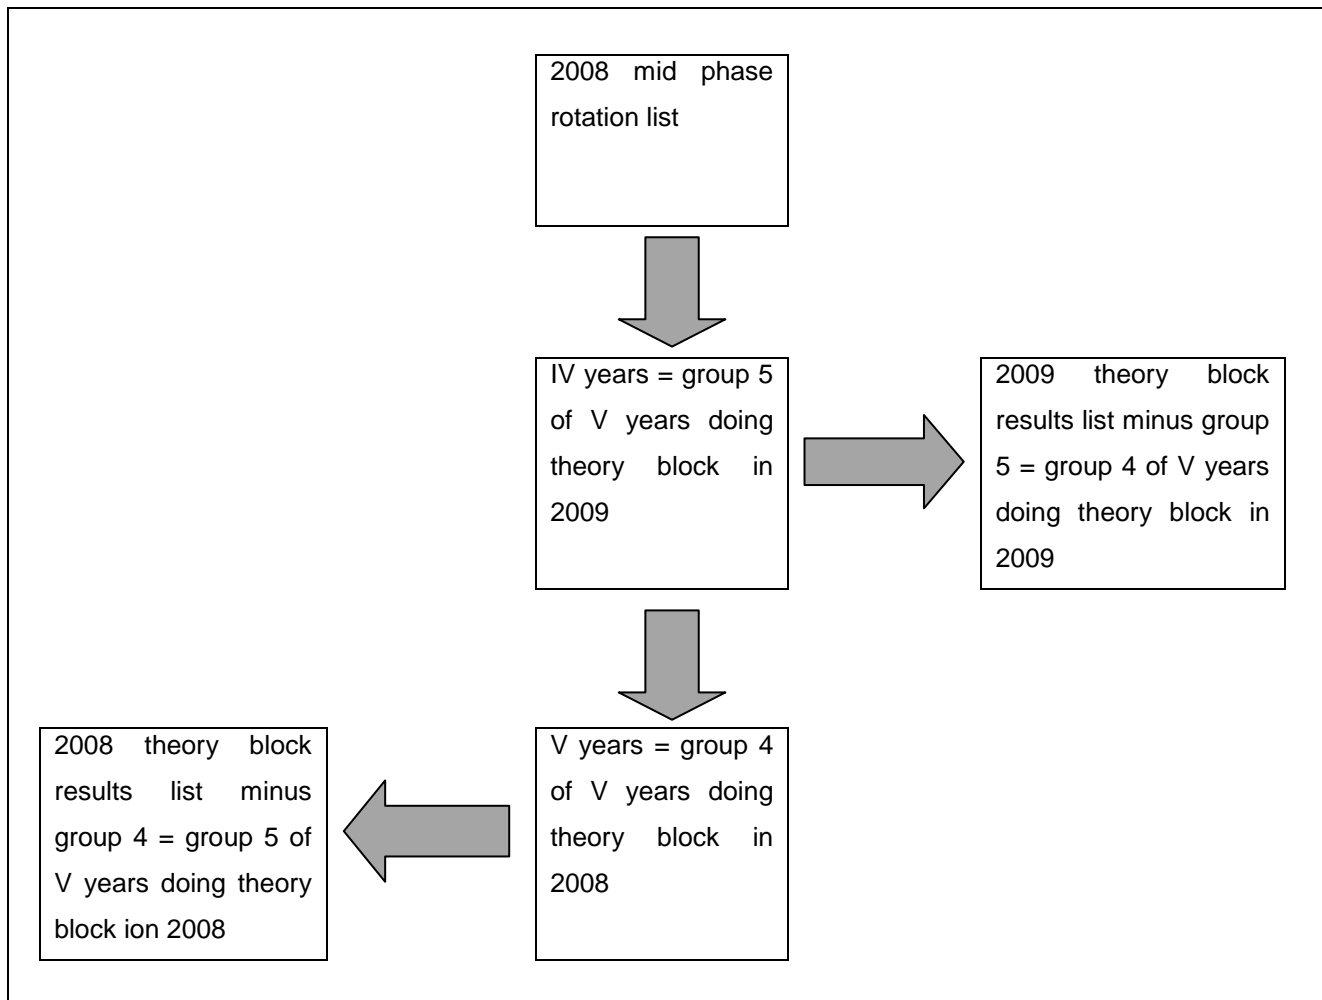 2008 mid phase
rotation list
IV years = group 5
of V years doing
theory block in
2009
2009 theory block
results list minus group
5 = group 4 of V years
doing theory block in
2009
V years = group 4
of V years doing
theory block in
2008
2008 theory block
results list minus
group 4 = group 5 of
V years doing theory
block ion 2008